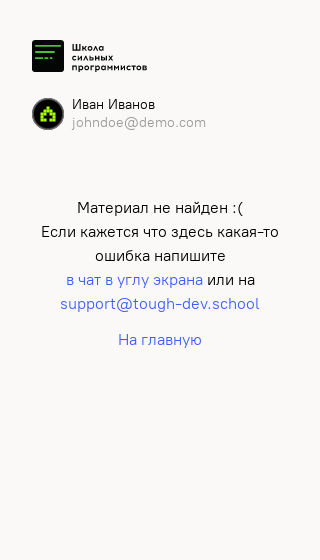 Школа
сильных
программистов
Иван Иванов
johndoe@demo.com
Материал не найден :(
Если кажется что здесь какая-то
ошибка напишите
в чат в углу экрана или на
support@tough-dev.school
На главную